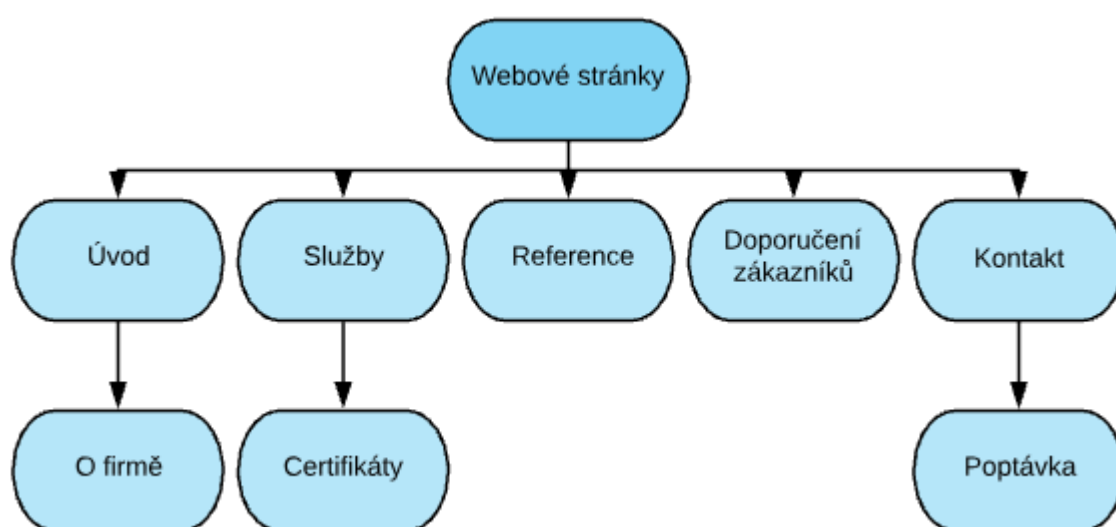 Webové stránky
Úvod
Služby
Reference
Doporučení
zákazníků
Kontakt
O firmě
Certifikáty
Poptávka